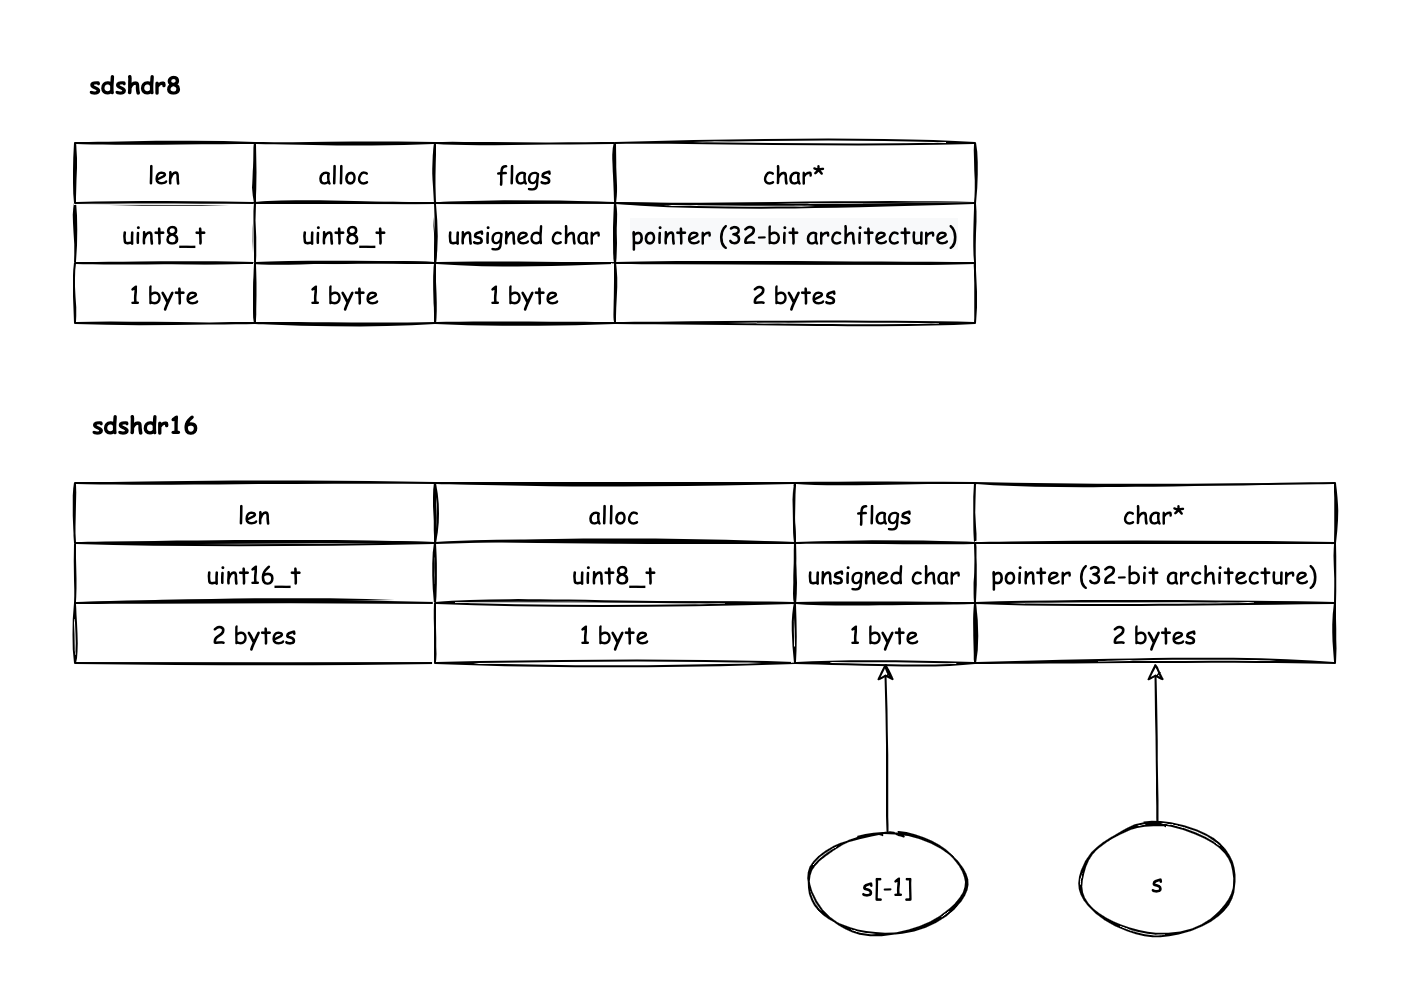 sdshdr8
len alloc flags char*
uint8_t uint8_t unsigned char pointer (32-bit architecture)
1 byte 1 byte 1 byte 2 bytes
sdshdr16
len alloc flags char*
uint16_t uint8_t unsigned char pointer (32-bit architecture)
2 bytes 1 byte 1 byte 2 bytes
s[-1] s